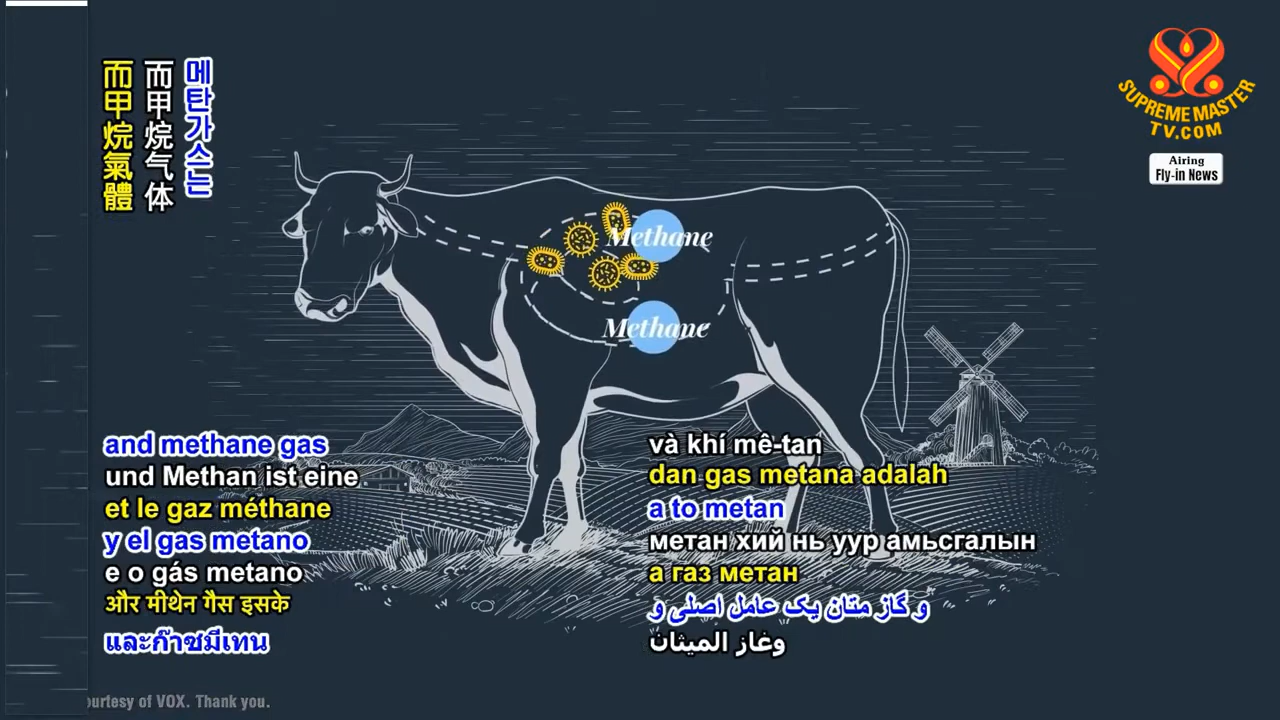 메탄가스는
而甲烷气体
而甲烷氣體
SUPREME MASTER
TV.COM
Airing
Fly-in News
Methane
Methane
and methane gas
und Methan ist eine
et le gaz méthane
y el gas metano
e o gás metano
और मीथेन गैस इसके
และก๊าซมีเทน
và khí mê-tan
dan gas metana adalah
a to metan
метан хий нь уур амьсгалын
а газ метан
و گاز متان یک عامل اصلی و
وغاز الميثان
ourtesy of VOX. Thank you.